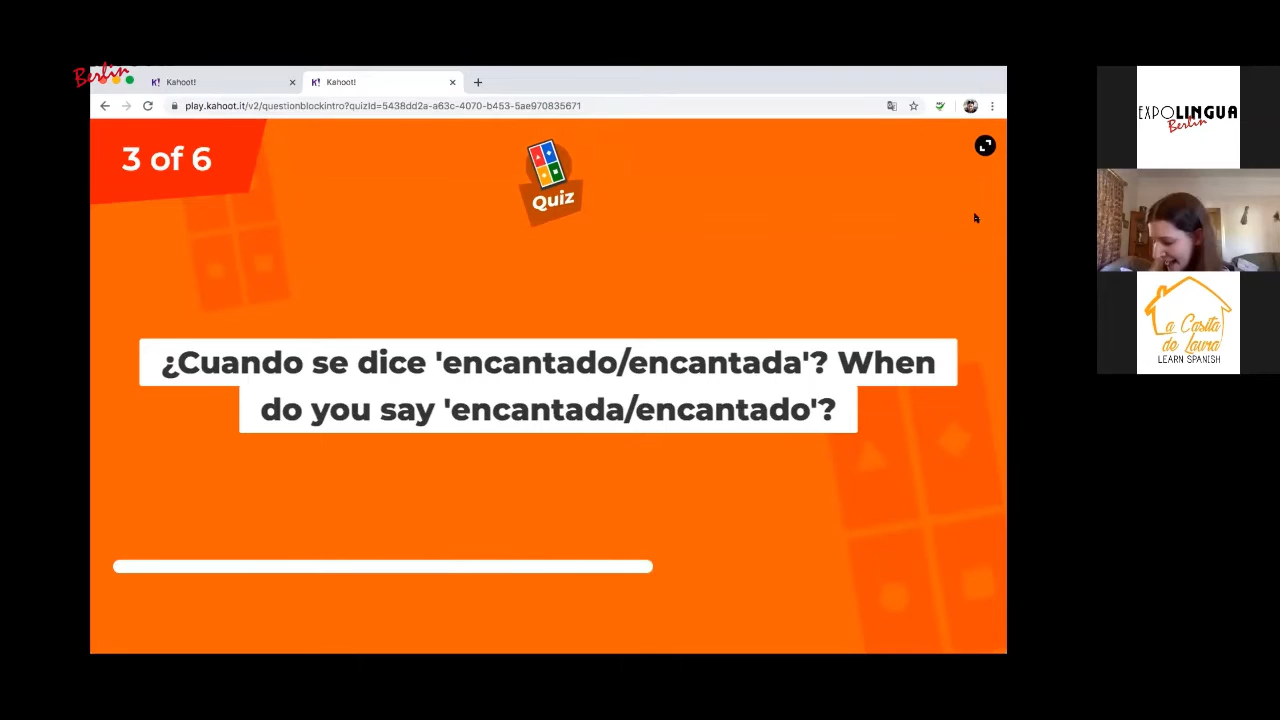 Berlin
K! Kahoot!
K! Kahoot!
play.kahoot.it/v2/questionblockintro?quizId=5438dd2a-a63c-4070-b453-5ae970835671
3 of 6
Quiz
¿Cuando se dice 'encantado/encantada'? When
do you say 'encantada/encantado'?
EXPOLINGUA
Berlin
a Casita
de Laura
LEARN SPANISH